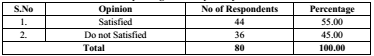 S.No Opinion No of Respondents Percentage
1. Satisfied 44 55.00
2. Do not Satisfied 36 45.00
Total 80 100.00